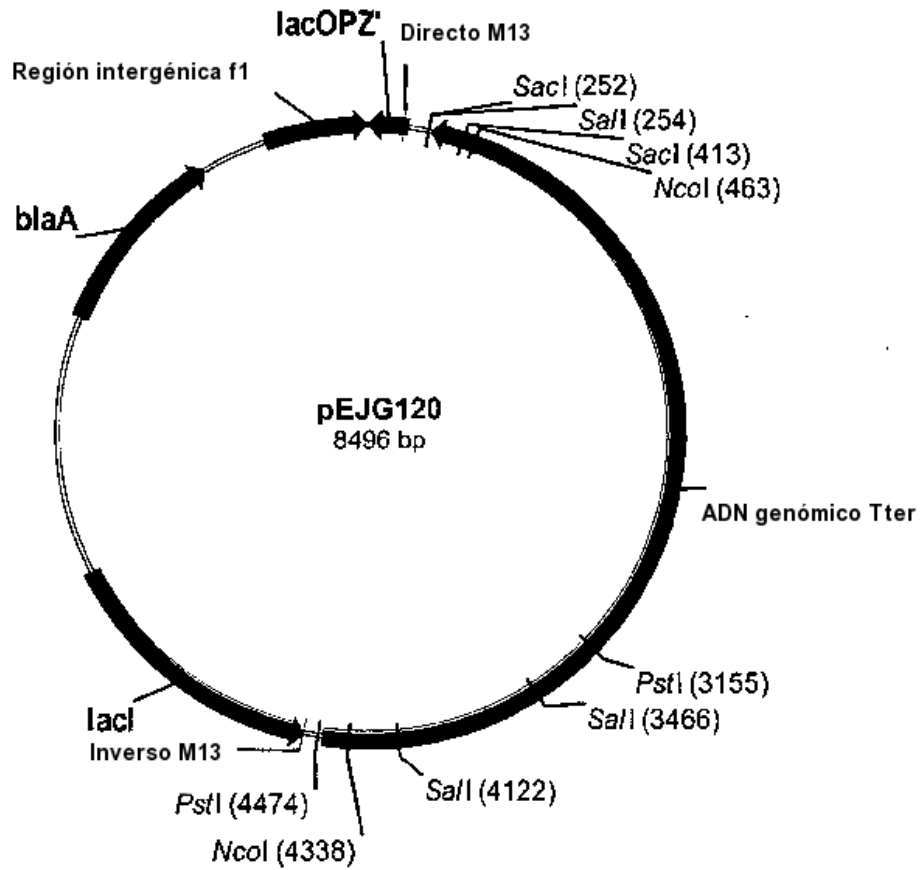 lacOPZ'
Directo M13
Región intergénica f1
SacI (252)
SalI (254)
SacI (413)
NcoI (463)
blaA
pEJG120
8496 bp
ADN genómico Tter
PstI (3155)
SalI (3466)
lacI
Inverso M13
SalI (4122)
PstI (4474)
NcoI (4338)